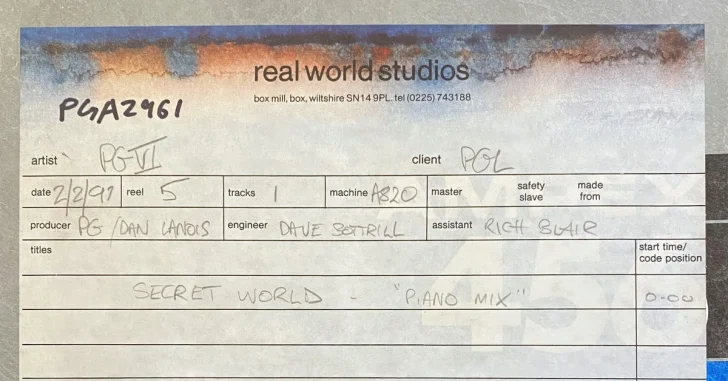 real world studios
box mill, box, wiltshire SN14 9PL. tel (0225) 743188
PGA2961
artist PG VI client PGL
date 2/2/92 reel 5 tracks 1 machine A820 master safety slave made from
producer PG / DAN LANOIS engineer DAVE BOTTRILL assistant RICH BLAIR
titles start time/ code position
SECRET WORLD - "PIANO MIX" 0-00
456